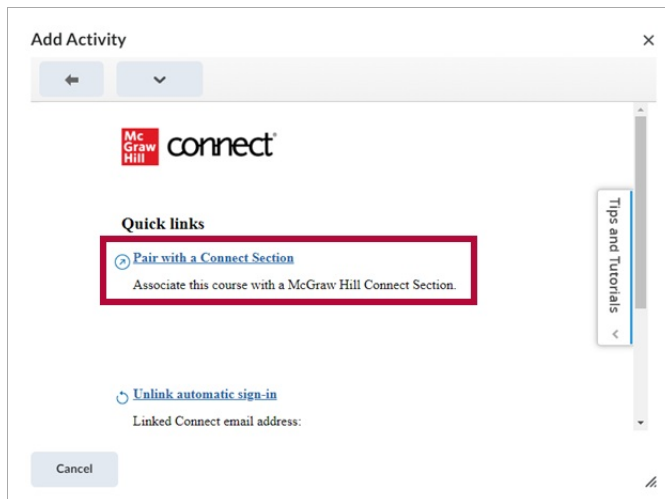 Add Activity
Mc
Graw
Hill
connect
Quick links
Pair with a Connect Section
Associate this course with a McGraw Hill Connect Section.
Tips and Tutorials
Unlink automatic sign-in
Linked Connect email address:
Cancel